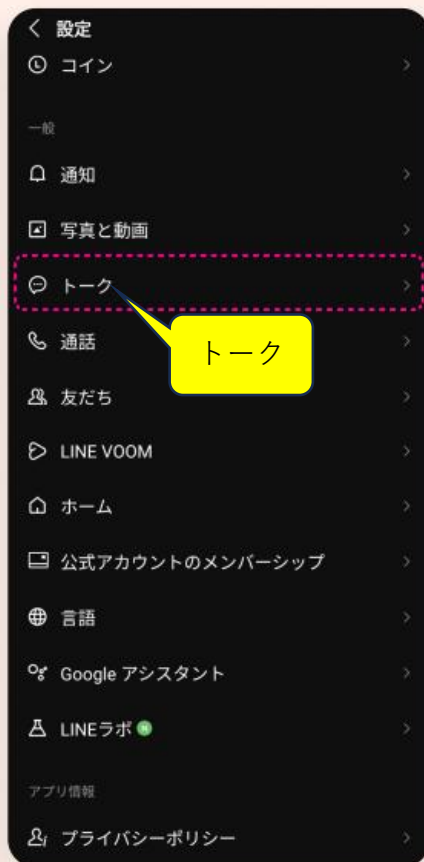 設定
コイン
一般
通知
写真と動画
トーク
トーク
通話
友だち
LINE VOOM
ホーム
公式アカウントのメンバーシップ
言語
Google アシスタント
LINEラボ N
アプリ情報
プライバシーポリシー